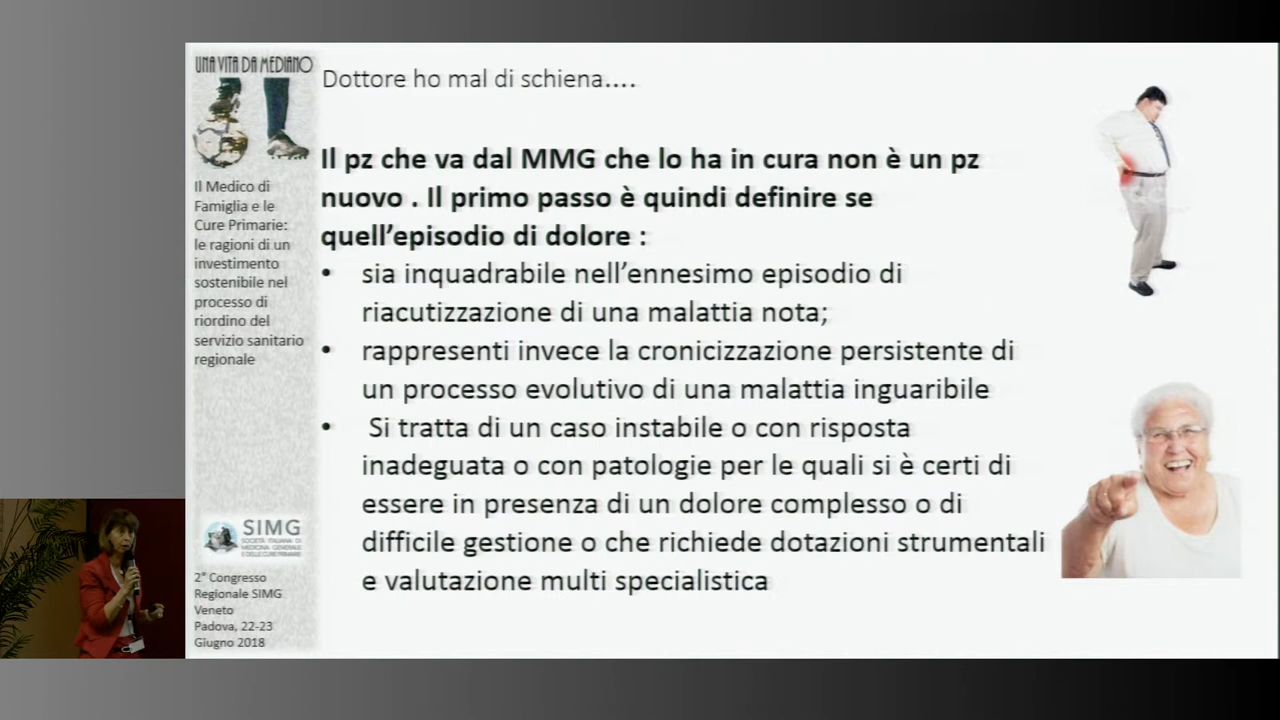 UNA VITA DA MEDIANO
Dottore ho mal di schiena....
Il pz che va dal MMG che lo ha in cura non è un pz
nuovo . Il primo passo è quindi definire se
quell'episodio di dolore :
• sia inquadrabile nell'ennesimo episodio di
riacutizzazione di una malattia nota;
• rappresenti invece la cronicizzazione persistente di
un processo evolutivo di una malattia inguaribile
• Si tratta di un caso instabile o con risposta
inadeguata o con patologie per le quali si è certi di
essere in presenza di un dolore complesso o di
difficile gestione o che richiede dotazioni strumentali
e valutazione multi specialistica
Il Medico di
Famiglia e le
Cure Primarie:
le ragioni di un
investimento
sostenibile nel
processo di
riordino del
servizio sanitario
regionale
SIMG
SOCIETÀ ITALIANA DI
MEDICINA GENERALE
E DELLE CURE PRIMARIE
2° Congresso
Regionale SIMG
Veneto
Padova, 22-23
Giugno 2018